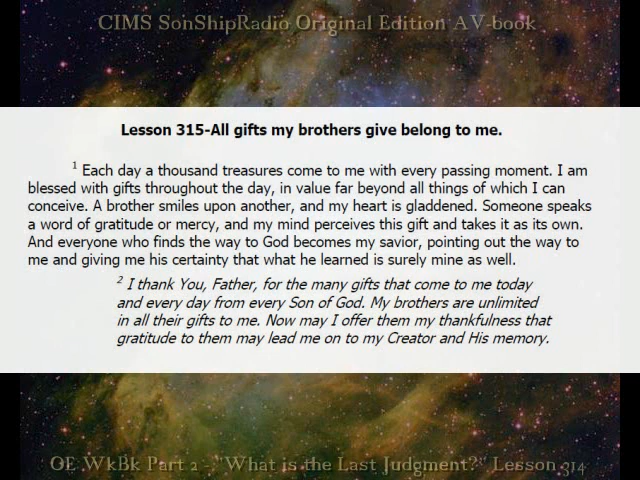 CIMS SonShipRadio Original Edition AV-book
Lesson 315-All gifts my brothers give belong to me.
1 Each day a thousand treasures come to me with every passing moment. I am
blessed with gifts throughout the day, in value far beyond all things of which I can
conceive. A brother smiles upon another, and my heart is gladdened. Someone speaks
a word of gratitude or mercy, and my mind perceives this gift and takes it as its own.
And everyone who finds the way to God becomes my savior, pointing out the way to
me and giving me his certainty that what he learned is surely mine as well.
2 I thank You, Father, for the many gifts that come to me today
and every day from every Son of God. My brothers are unlimited
in all their gifts to me. Now may I offer them my thankfulness that
gratitude to them may lead me on to my Creator and His memory.
OE WkBk Part 2 - "What is the Last Judgment?" Lesson 314